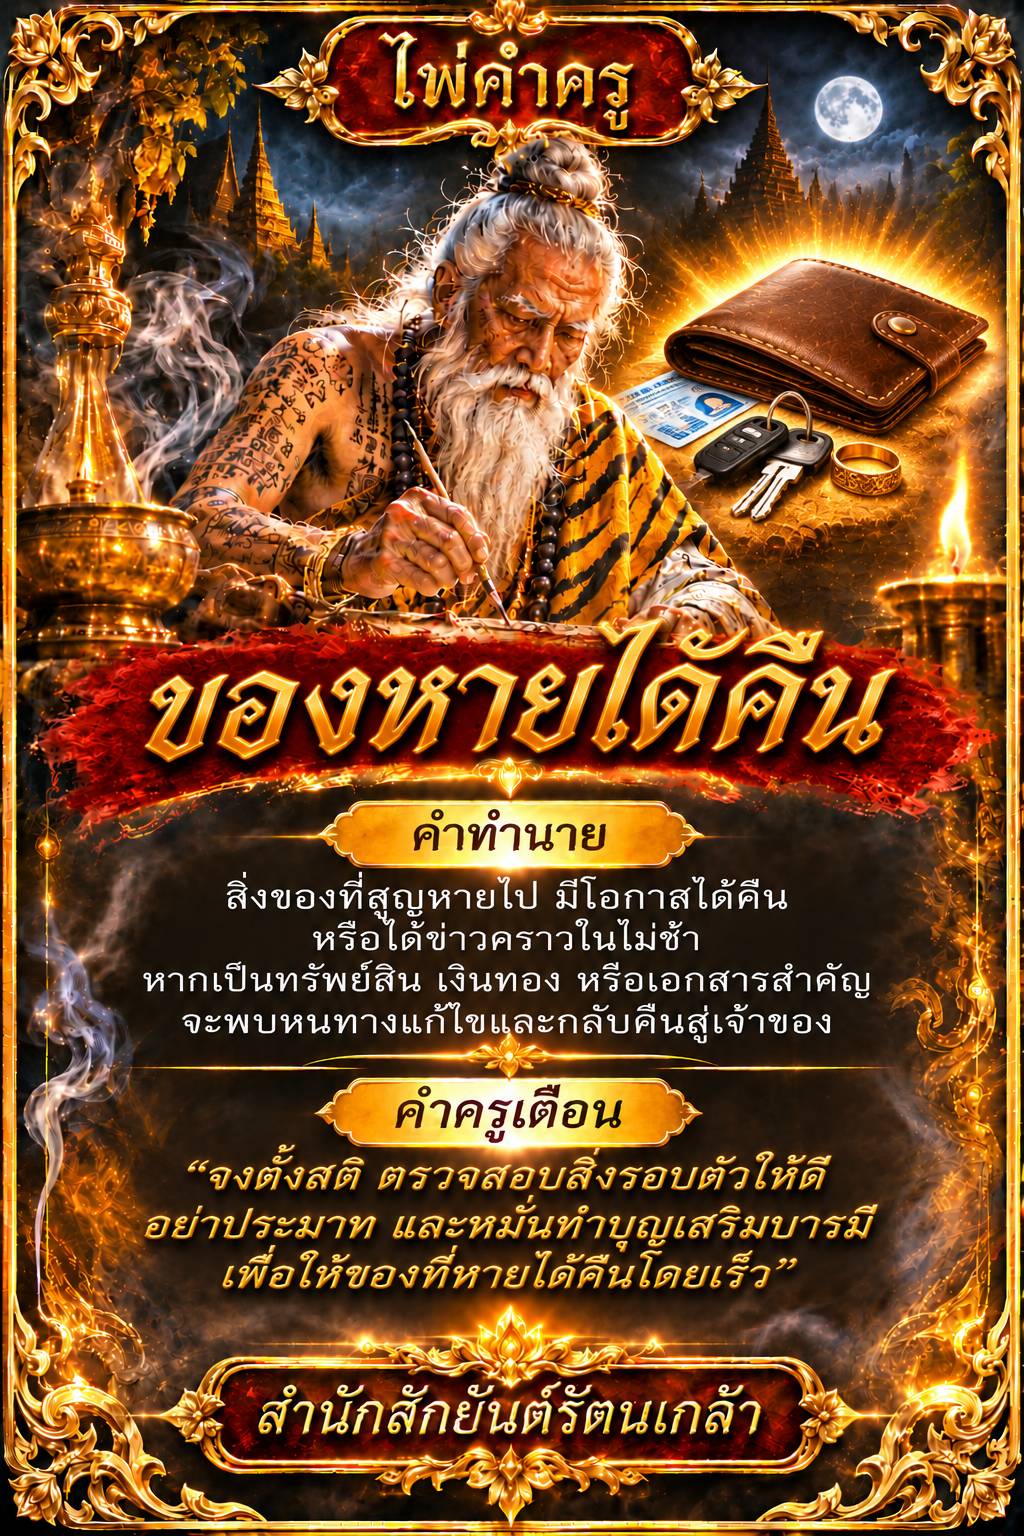 ไพ่คำครู
ของหายได้คืน
คำทำนาย
สิ่งของที่สูญหายไป มีโอกาสได้คืน
หรือได้ข่าวคราวในไม่ช้า
หากเป็นทรัพย์สิน เงินทอง หรือเอกสารสำคัญ
จะพบหนทางแก้ไขและกลับคืนสู่เจ้าของ
คำครูเตือน
“จงตั้งสติ ตรวจสอบสิ่งรอบตัวให้ดี
อย่าประมาท และหมั่นทำบุญเสริมบารมี
เพื่อให้ของที่หายได้คืนโดยเร็ว”
สำนักสักยันต์รัตนเกล้า